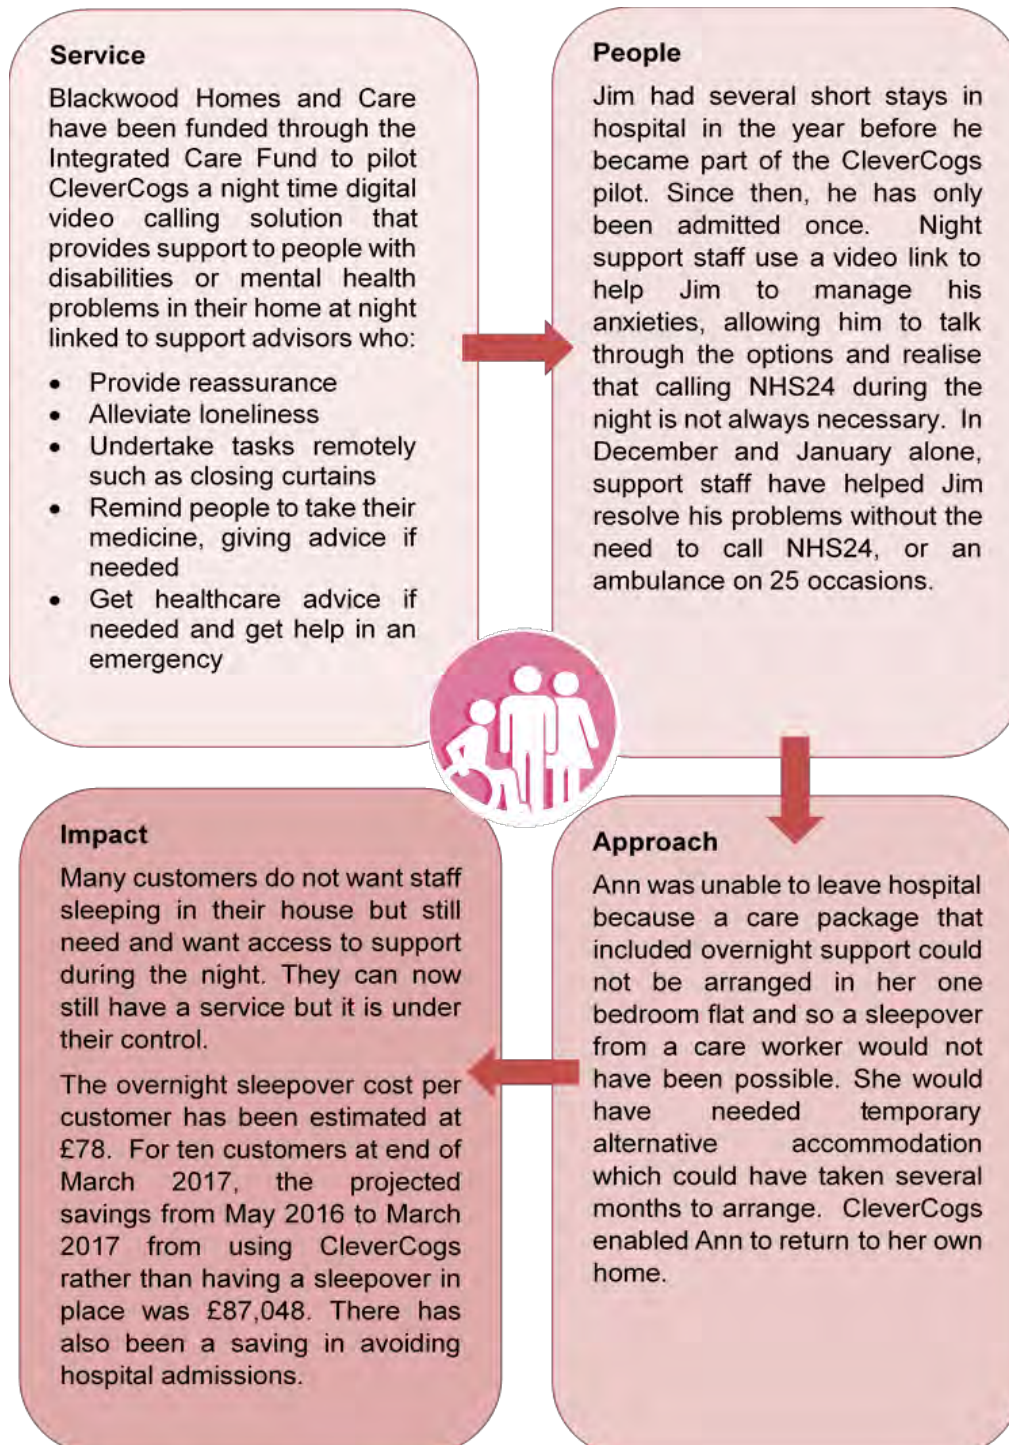 Service
Blackwood Homes and Care
have been funded through the
Integrated Care Fund to pilot
CleverCogs a night time digital
video calling solution that
provides support to people with
disabilities or mental health
problems in their home at night
linked to support advisors who:
• Provide reassurance
• Alleviate loneliness
• Undertake tasks remotely
such as closing curtains
• Remind people to take their
medicine, giving advice if
needed
• Get healthcare advice if
needed and get help in an
emergency
People
Jim had several short stays in
hospital in the year before he
became part of the CleverCogs
pilot. Since then, he has only
been admitted once. Night
support staff use a video link to
help Jim to manage his
anxieties, allowing him to talk
through the options and realise
that calling NHS24 during the
night is not always necessary. In
December and January alone,
support staff have helped Jim
resolve his problems without the
need to call NHS24, or an
ambulance on 25 occasions.
Approach
Ann was unable to leave hospital
because a care package that
included overnight support could
not be arranged in her one
bedroom flat and so a sleepover
from a care worker would not
have been possible. She would
have needed temporary
alternative accommodation
which could have taken several
months to arrange. CleverCogs
enabled Ann to return to her own
home.
Impact
Many customers do not want staff
sleeping in their house but still
need and want access to support
during the night. They can now
still have a service but it is under
their control.
The overnight sleepover cost per
customer has been estimated at
£78. For ten customers at end of
March 2017, the projected
savings from May 2016 to March
2017 from using CleverCogs
rather than having a sleepover in
place was £87,048. There has
also been a saving in avoiding
hospital admissions.